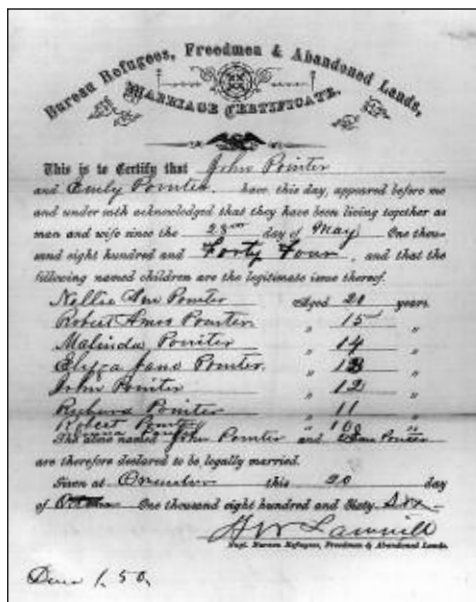 Bureau Refugees, Freedmen & Abandoned Lands,
MARRIAGE CERTIFICATE.
This is to Certify that John Pointer
and Emily Pointer, have, this day, appeared before me
and under oath acknowledged that they have been living together as
man and wife since the 28th day of May One thou-
sand eight hundred and Forty Four, and that the
following named children are the legitimate issue thereof.
Nellie Ann Pointer Aged 20 years.
Robert Amos Pointer " 15 "
Malinda Pointer " 14 "
Elizza Jane Pointer " 13 "
John Pointer " 12 "
Pointer " 11 "
Robert " "
The above named John Pointer and Pointer
are therefore declared to be legally married.
Given at this 20 day
of One thousand eight hundred and Sixty Six
Supt. Bureau Refugees, Freedmen & Abandoned Lands.
1.50.